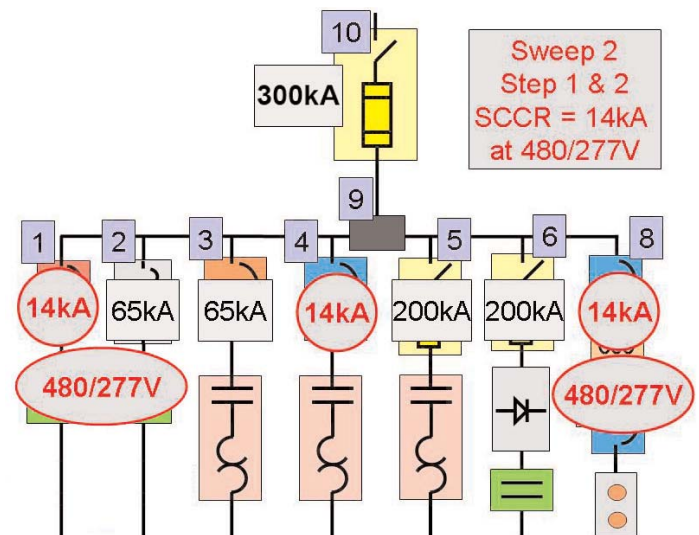 10
300kA
Sweep 2
Step 1 & 2
SCCR = 14kA
at 480/277V
9
1
2
3
4
5
6
8
14kA
65kA
65kA
14kA
200kA
200kA
14kA
480/277V
480/277V